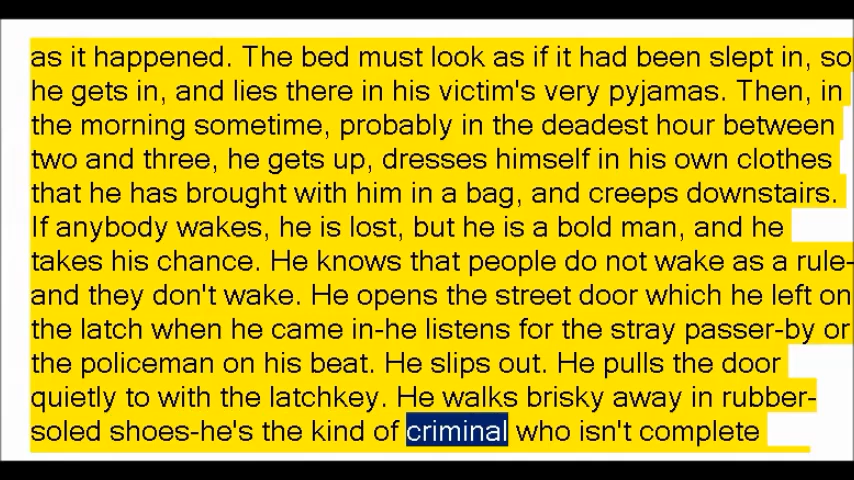 as it happened. The bed must look as if it had been slept in, so
he gets in, and lies there in his victim's very pyjamas. Then, in
the morning sometime, probably in the deadest hour between
two and three, he gets up, dresses himself in his own clothes
that he has brought with him in a bag, and creeps downstairs.
If anybody wakes, he is lost, but he is a bold man, and he
takes his chance. He knows that people do not wake as a rule-
and they don't wake. He opens the street door which he left on
the latch when he came in-he listens for the stray passer-by or
the policeman on his beat. He slips out. He pulls the door
quietly to with the latchkey. He walks brisky away in rubber-
soled shoes-he's the kind of criminal who isn't complete